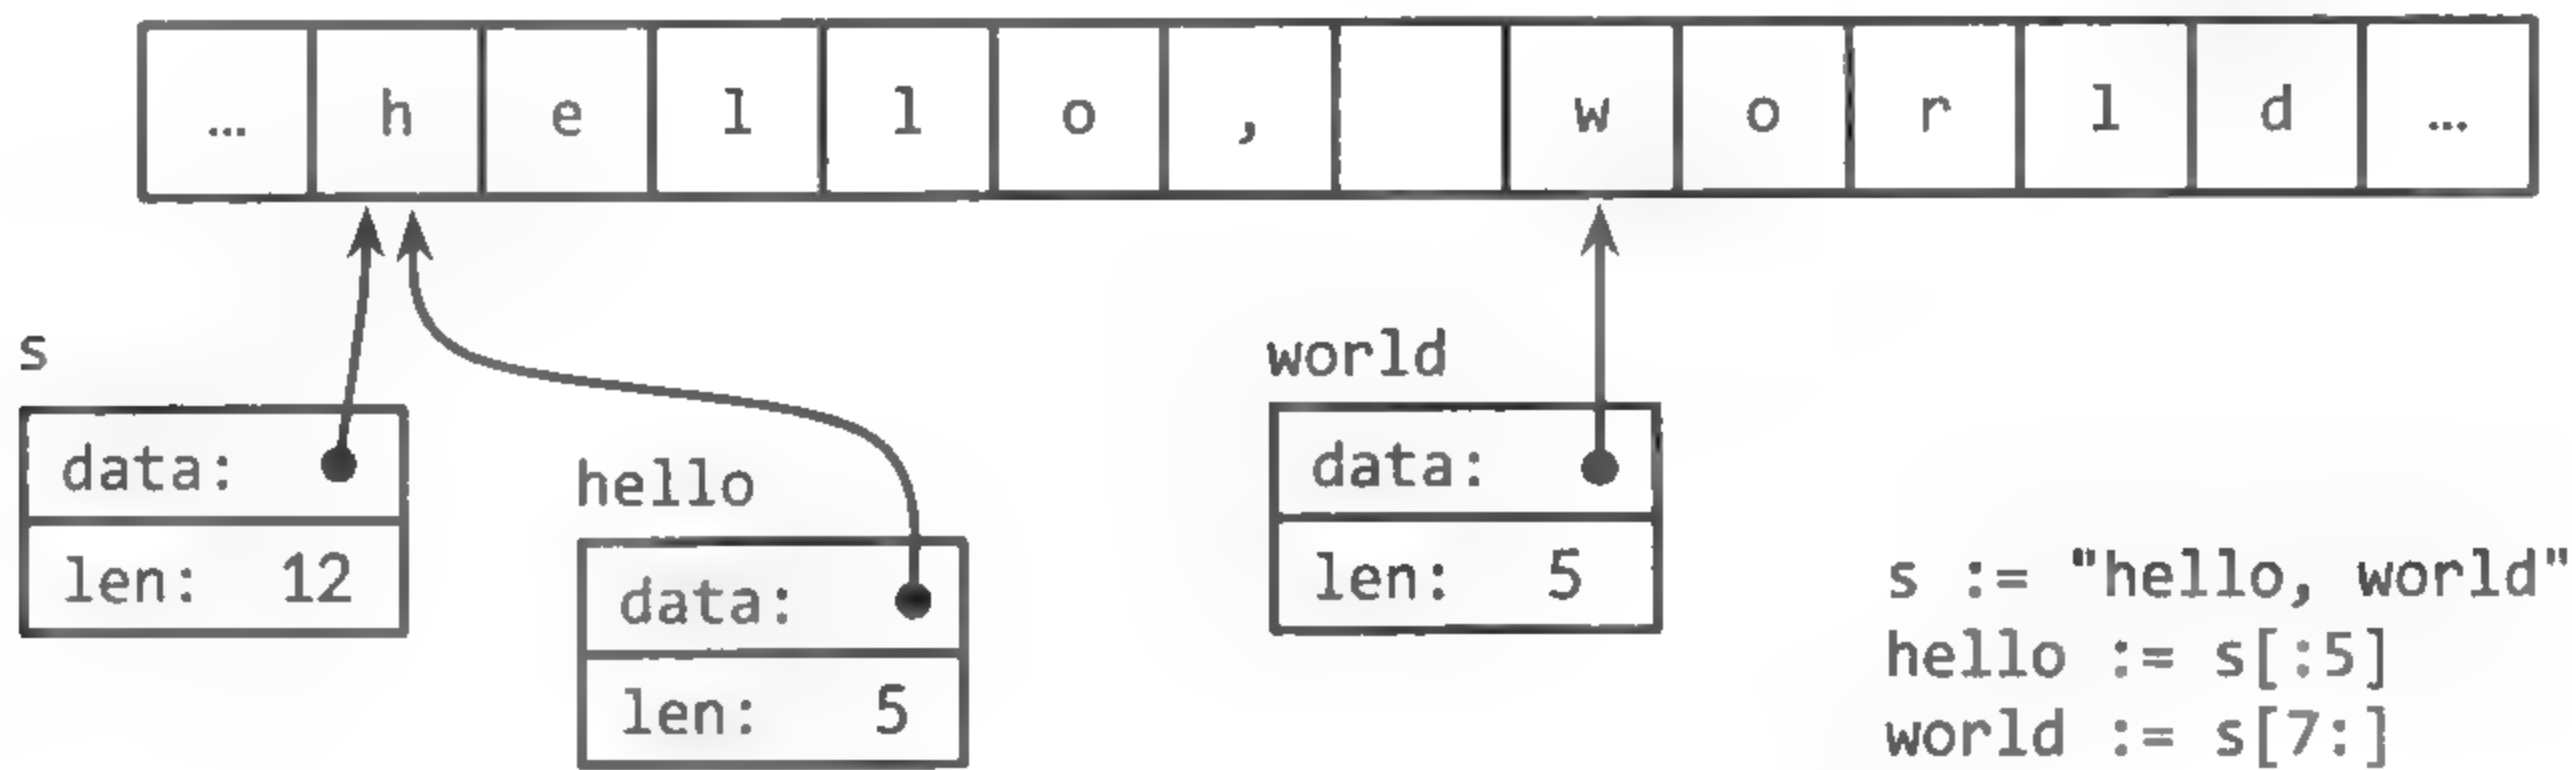 … h e l l o , w o r l d …
s
world
data:
data:
hello
len: 12
data:
len: 5
len: 5
s := "hello, world"
hello := s[:5]
world := s[7:]